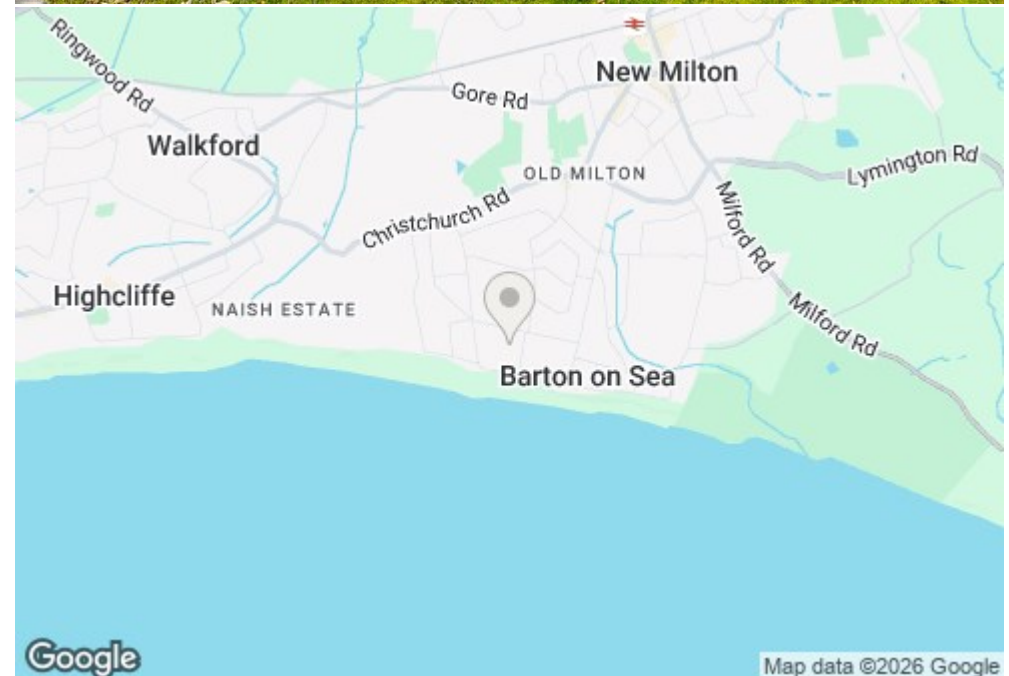 Ringwood Rd
New Milton
Gore Rd
Walkford
Lymington Rd
OLD MILTON
Christchurch Rd
Milford Rd
Highcliffe
NAISH ESTATE
Milford Rd
Barton on Sea
Google
Map data ©2026 Google